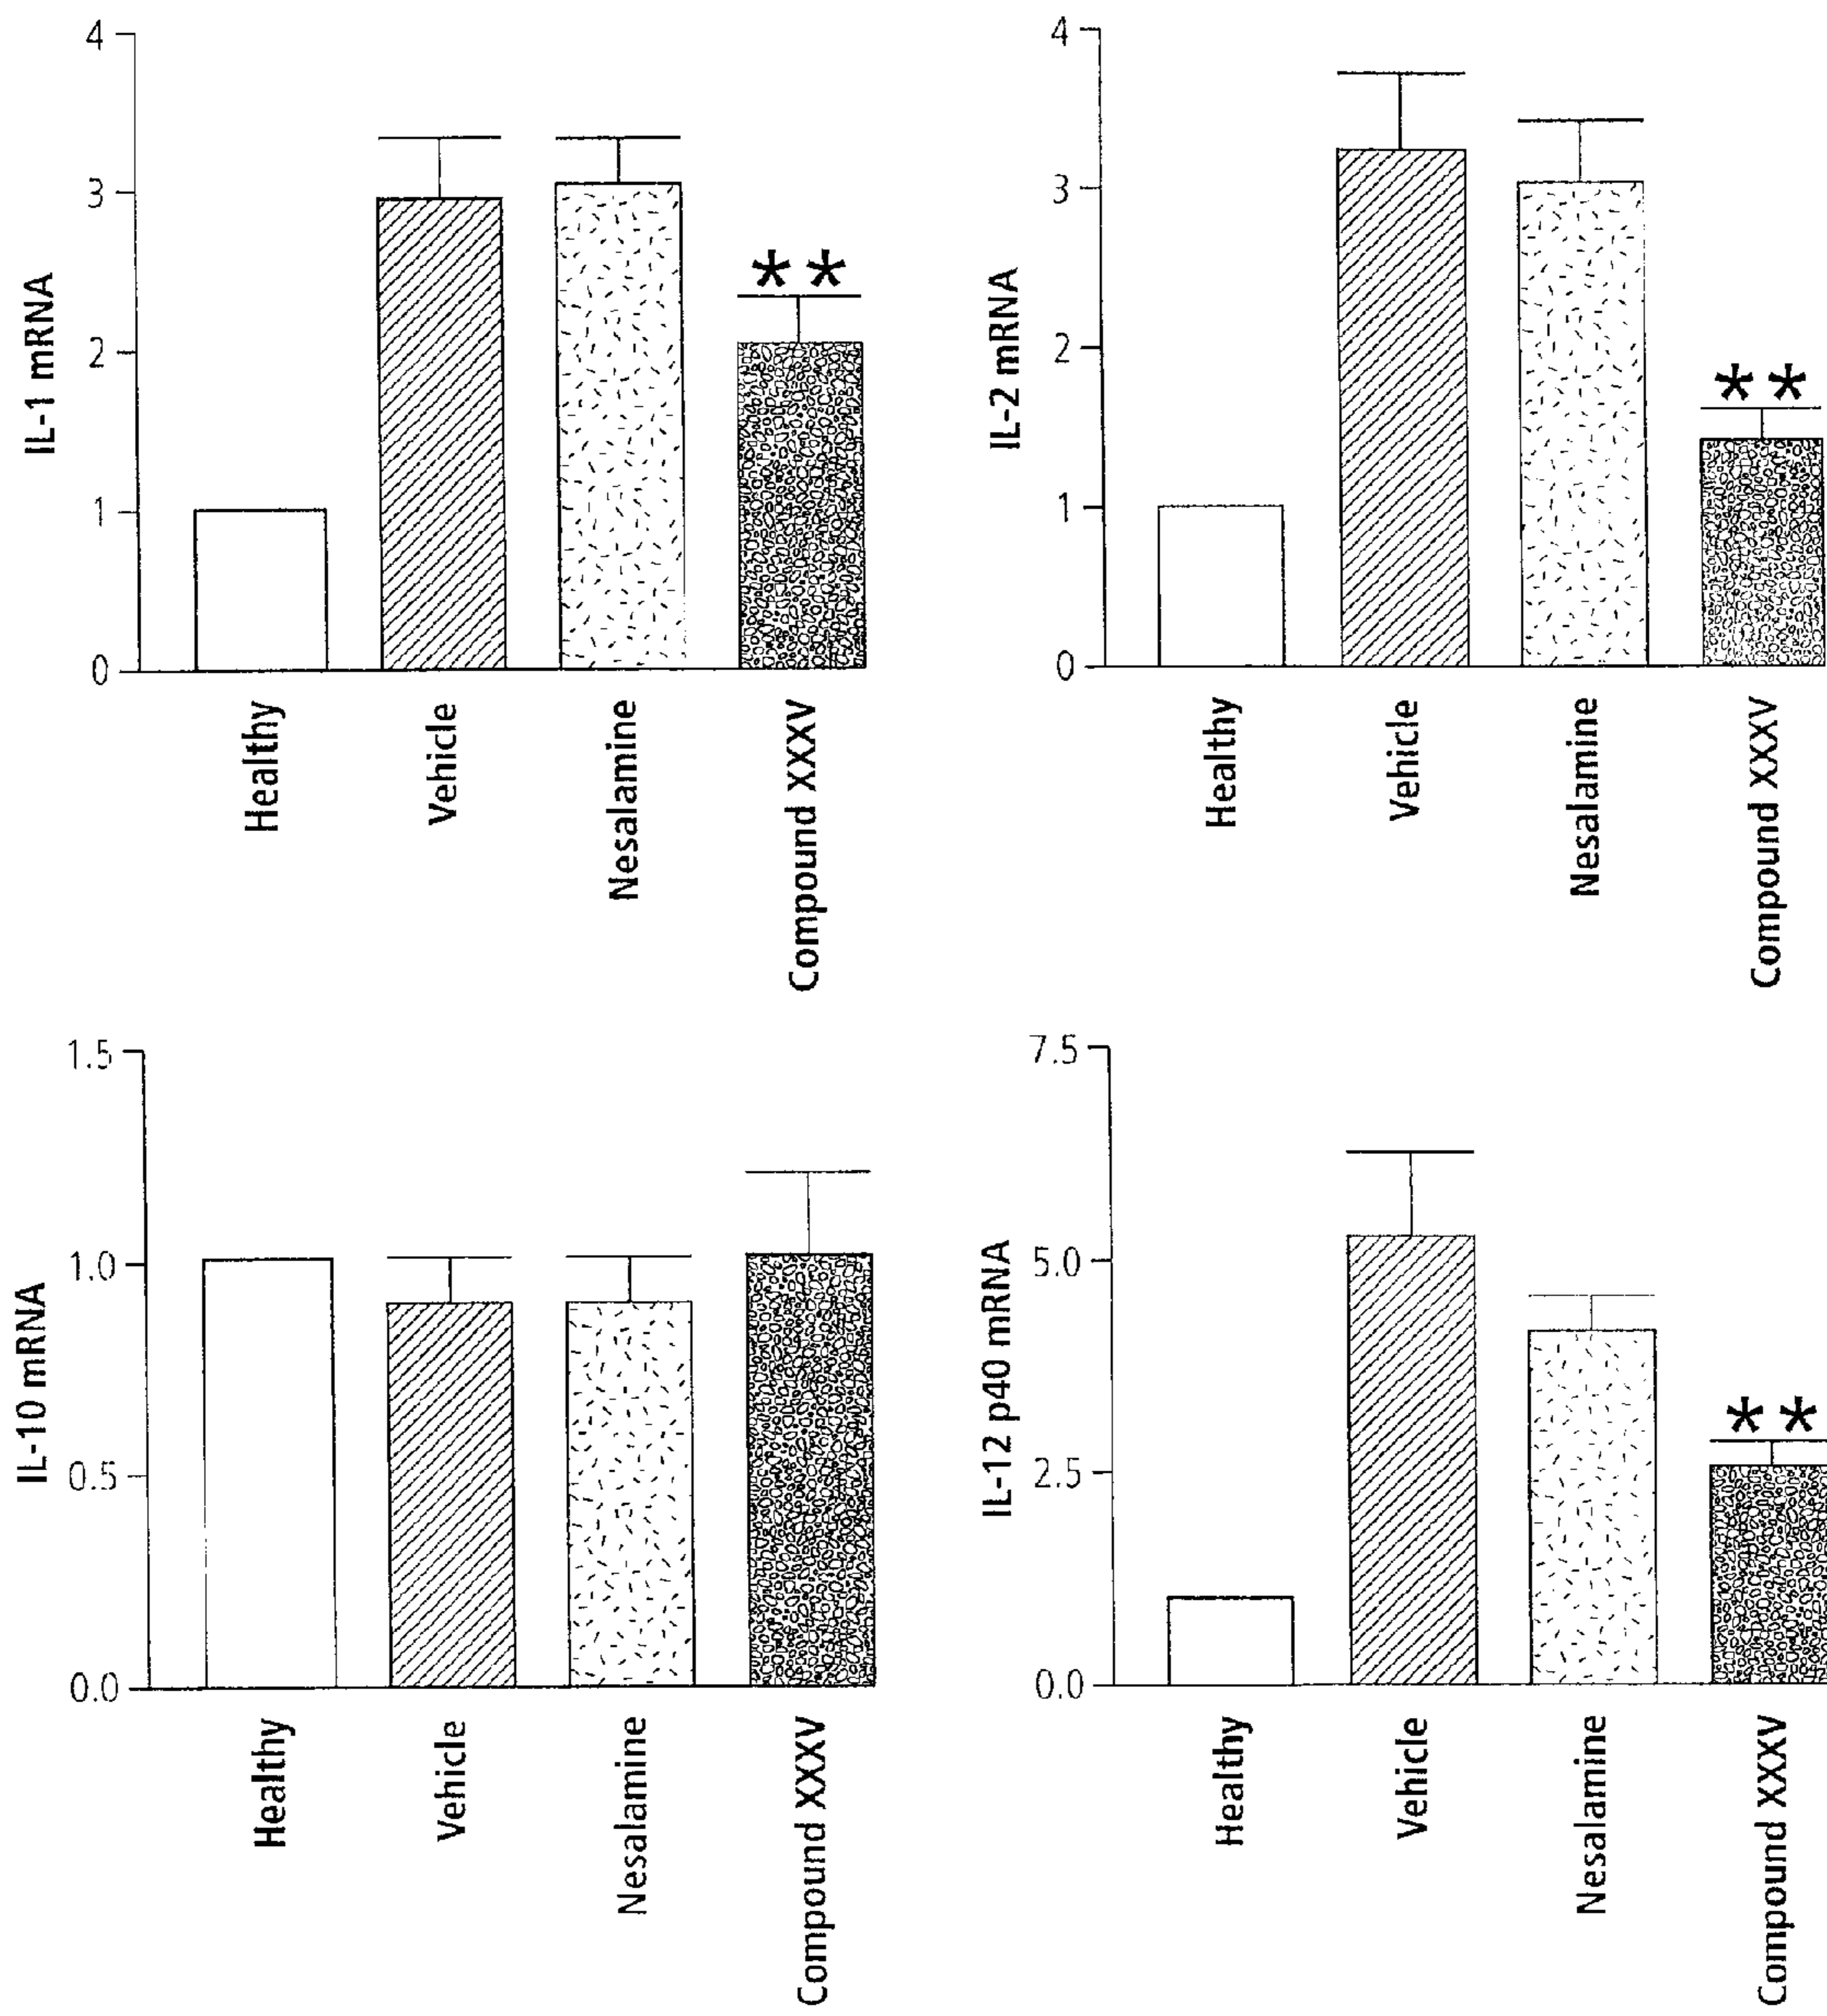 IL-1 mRNA
4
3
2
1
0
**
Healthy
Vehicle
Nesalamine
Compound XXXV
IL-2 mRNA
4
3
2
1
0
**
Healthy
Vehicle
Nesalamine
Compound XXXV
IL-10 mRNA
1.5
1.0
0.5
0.0
Healthy
Vehicle
Nesalamine
Compound XXXV
IL-12 p40 mRNA
7.5
5.0
2.5
0.0
**
Healthy
Vehicle
Nesalamine
Compound XXXV